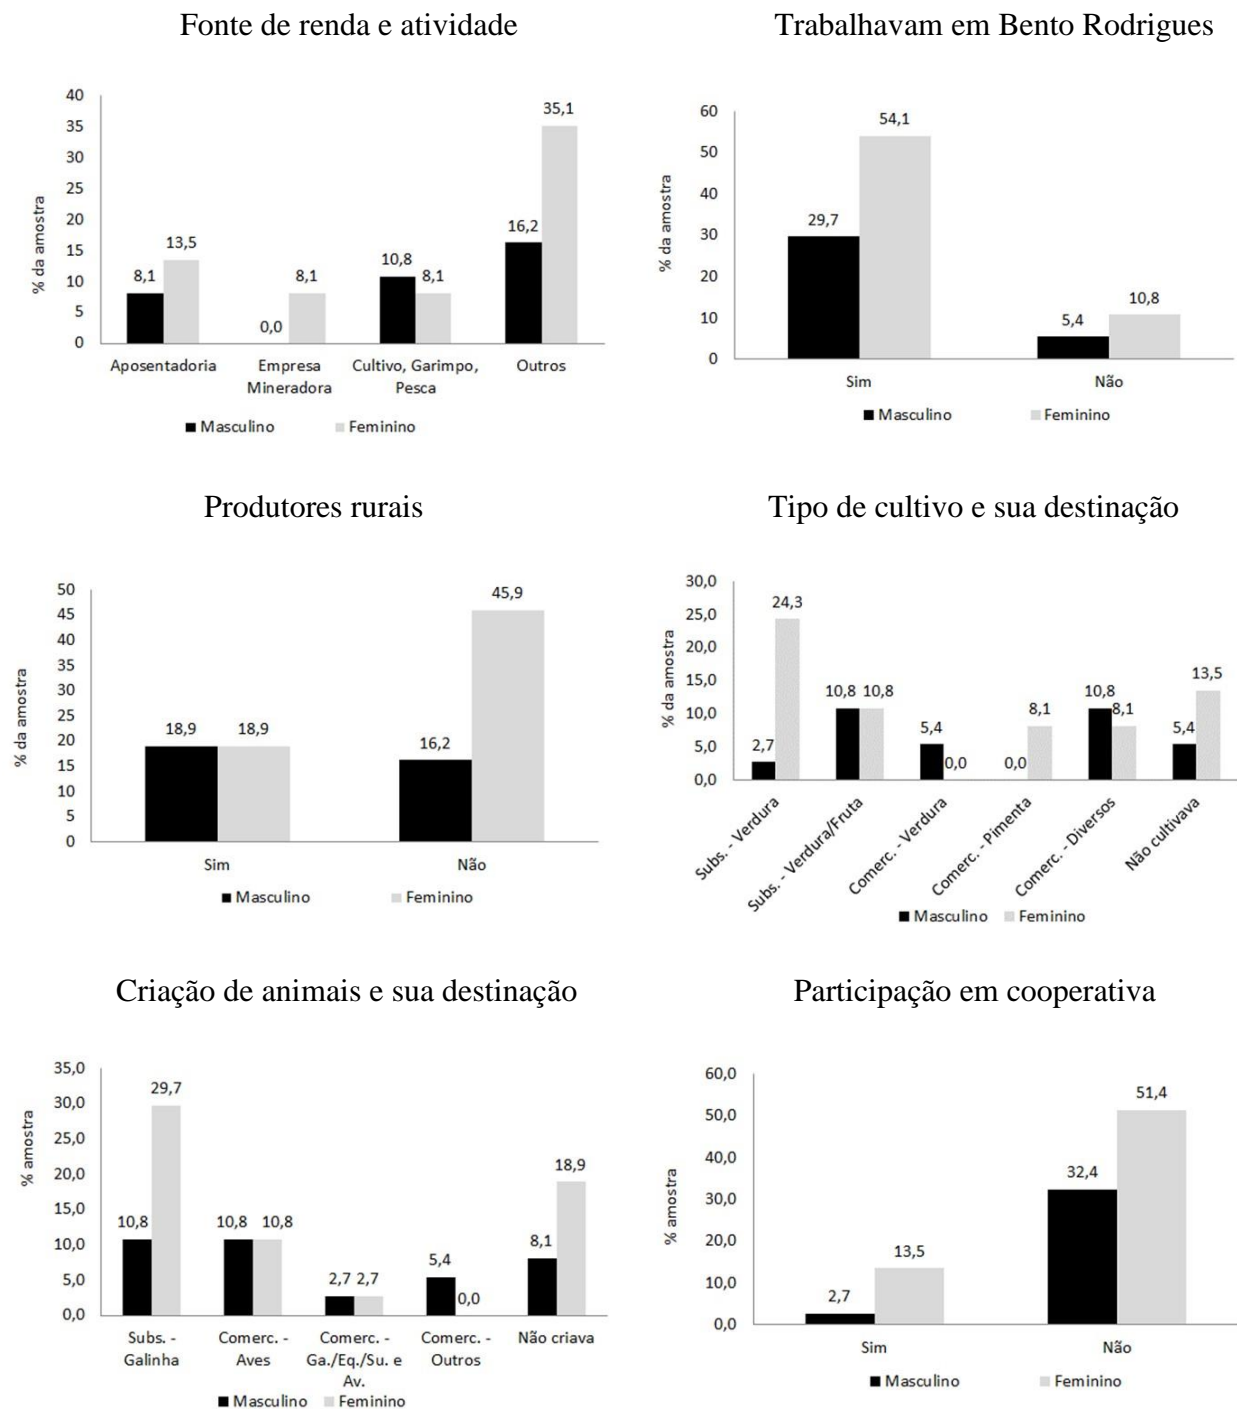 Fonte de renda e atividade
% da amostra
40
35
30
25
20
15
10
5
0
8,1
13,5
0,0
8,1
10,8
8,1
16,2
35,1
Aposentadoria
Empresa
Mineradora
Cultivo, Garimpo,
Pesca
Outros
Masculino
Feminino
Trabalhavam em Bento Rodrigues
% da amostra
60
50
40
30
20
10
0
29,7
54,1
5,4
10,8
Sim
Não
Masculino
Feminino
Produtores rurais
% da amostra
50
45
40
35
30
25
20
15
10
5
0
18,9
18,9
16,2
45,9
Sim
Não
Masculino
Feminino
Tipo de cultivo e sua destinação
% da amostra
30,0
25,0
20,0
15,0
10,0
5,0
0,0
2,7
24,3
10,8
10,8
5,4
0,0
0,0
8,1
10,8
8,1
5,4
13,5
Subs. - Verdura
Subs. - Verdura/Fruta
Comerc. - Verdura
Comerc. - Pimenta
Comerc. - Diversos
Não cultivava
Masculino
Feminino
Criação de animais e sua destinação
% amostra
35,0
30,0
25,0
20,0
15,0
10,0
5,0
0,0
10,8
29,7
10,8
10,8
2,7
2,7
5,4
0,0
8,1
18,9
Subs. -
Galinha
Comerc. -
Aves
Comerc. -
Ga./Eq./Su. e
Av.
Comerc. -
Outros
Não criava
Masculino
Feminino
Participação em cooperativa
% amostra
60,0
50,0
40,0
30,0
20,0
10,0
0,0
2,7
13,5
32,4
51,4
Sim
Não
Masculino
Feminino